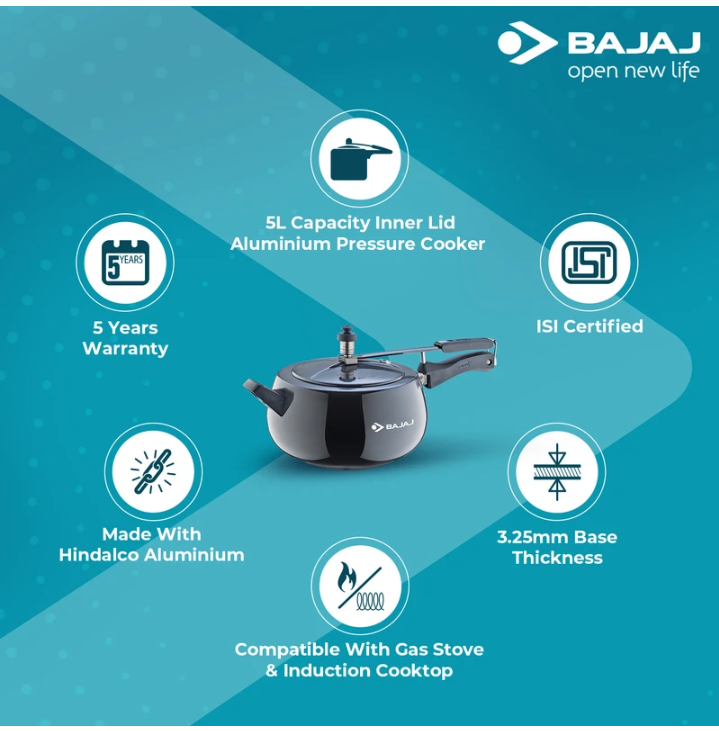 BAJAJ
open new life
5L Capacity Inner Lid
Aluminium Pressure Cooker
5 YEARS
5 Years
Warranty
ISI
ISI Certified
BAJAJ
Made With
Hindalco Aluminium
3.25mm Base
Thickness
Compatible With Gas Stove
& Induction Cooktop